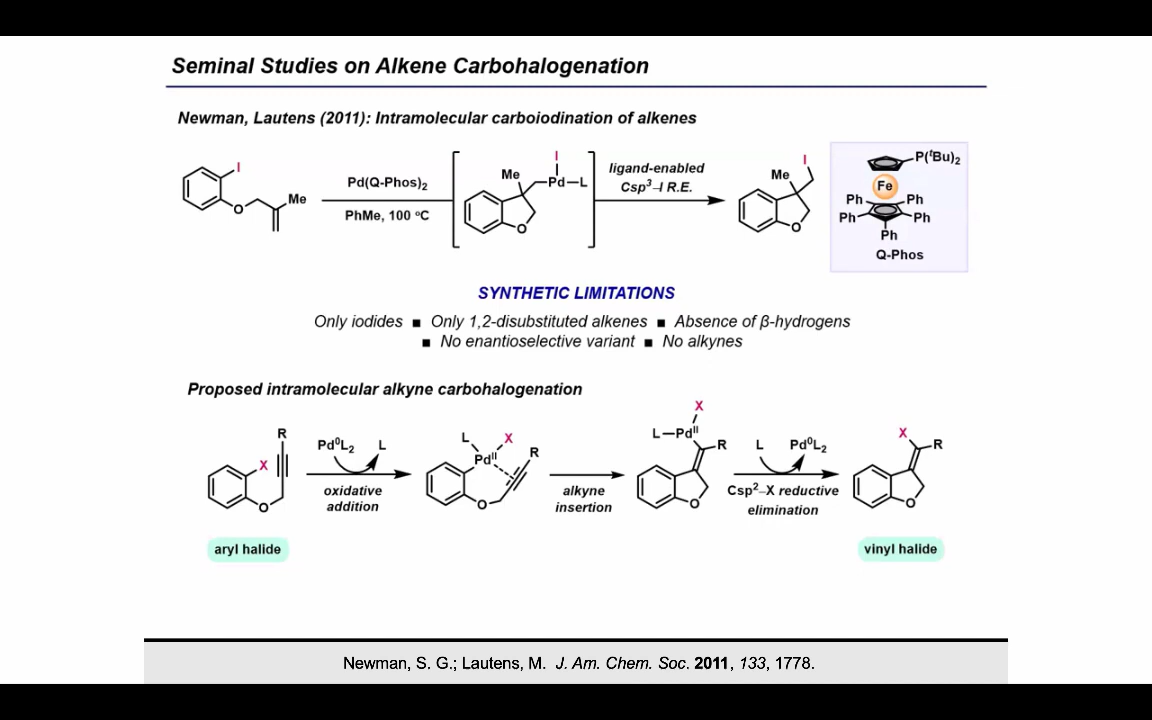 Seminal Studies on Alkene Carbohalogenation
Newman, Lautens (2011): Intramolecular carboiodination of alkenes
I
O
Me
Pd(Q-Phos)2
PhMe, 100 ºC
I
Me
Pd–L
O
ligand-enabled
Csp3–I R.E.
I
Me
O
P(tBu)2
Fe
Ph Ph
Ph Ph
Ph
Q-Phos
SYNTHETIC LIMITATIONS
Only iodides ■ Only 1,2-disubstituted alkenes ■ Absence of β-hydrogens
■ No enantioselective variant ■ No alkynes
Proposed intramolecular alkyne carbohalogenation
R
X
O
aryl halide
Pd0L2 L
oxidative
addition
L X
PdII
R
O
alkyne
insertion
X
L–PdII
R
O
L Pd0L2
Csp2–X reductive
elimination
X
R
O
vinyl halide
Newman, S. G.; Lautens, M. J. Am. Chem. Soc. 2011, 133, 1778.